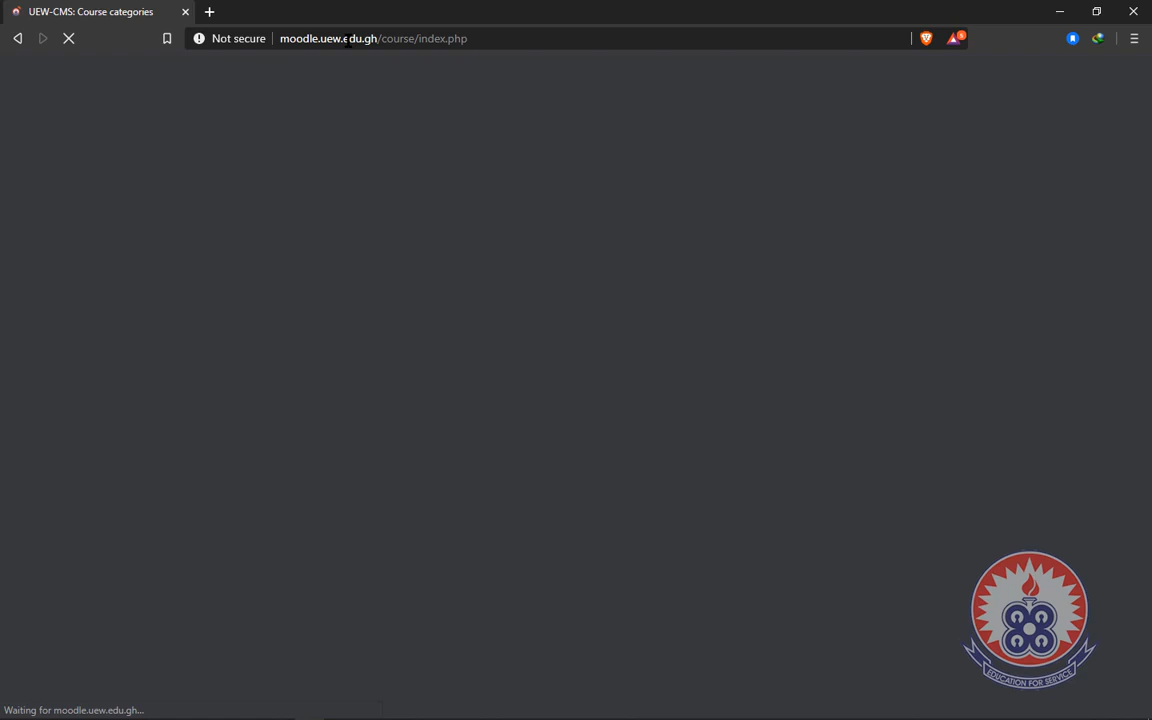 UEW-CMS: Course categories
Not secure
moodle.uew.edu.gh/course/index.php
5
EDUCATION FOR SERVICE
Waiting for moodle.uew.edu.gh...